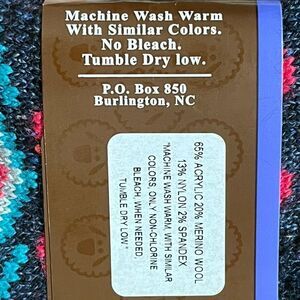 Machine Wash Warm
With Similar Colors.
No Bleach.
Tumble Dry low.
P.O. Box 850
Burlington, NC
65% ACRYLIC 20% MERINO WOOL
13% NYLON 2% SPANDEX
"MACHINE WASH WARM, WITH SIMILAR
COLORS, ONLY NON-CHLORINE
BLEACH, WHEN NEEDED,
TUMBLE DRY LOW"